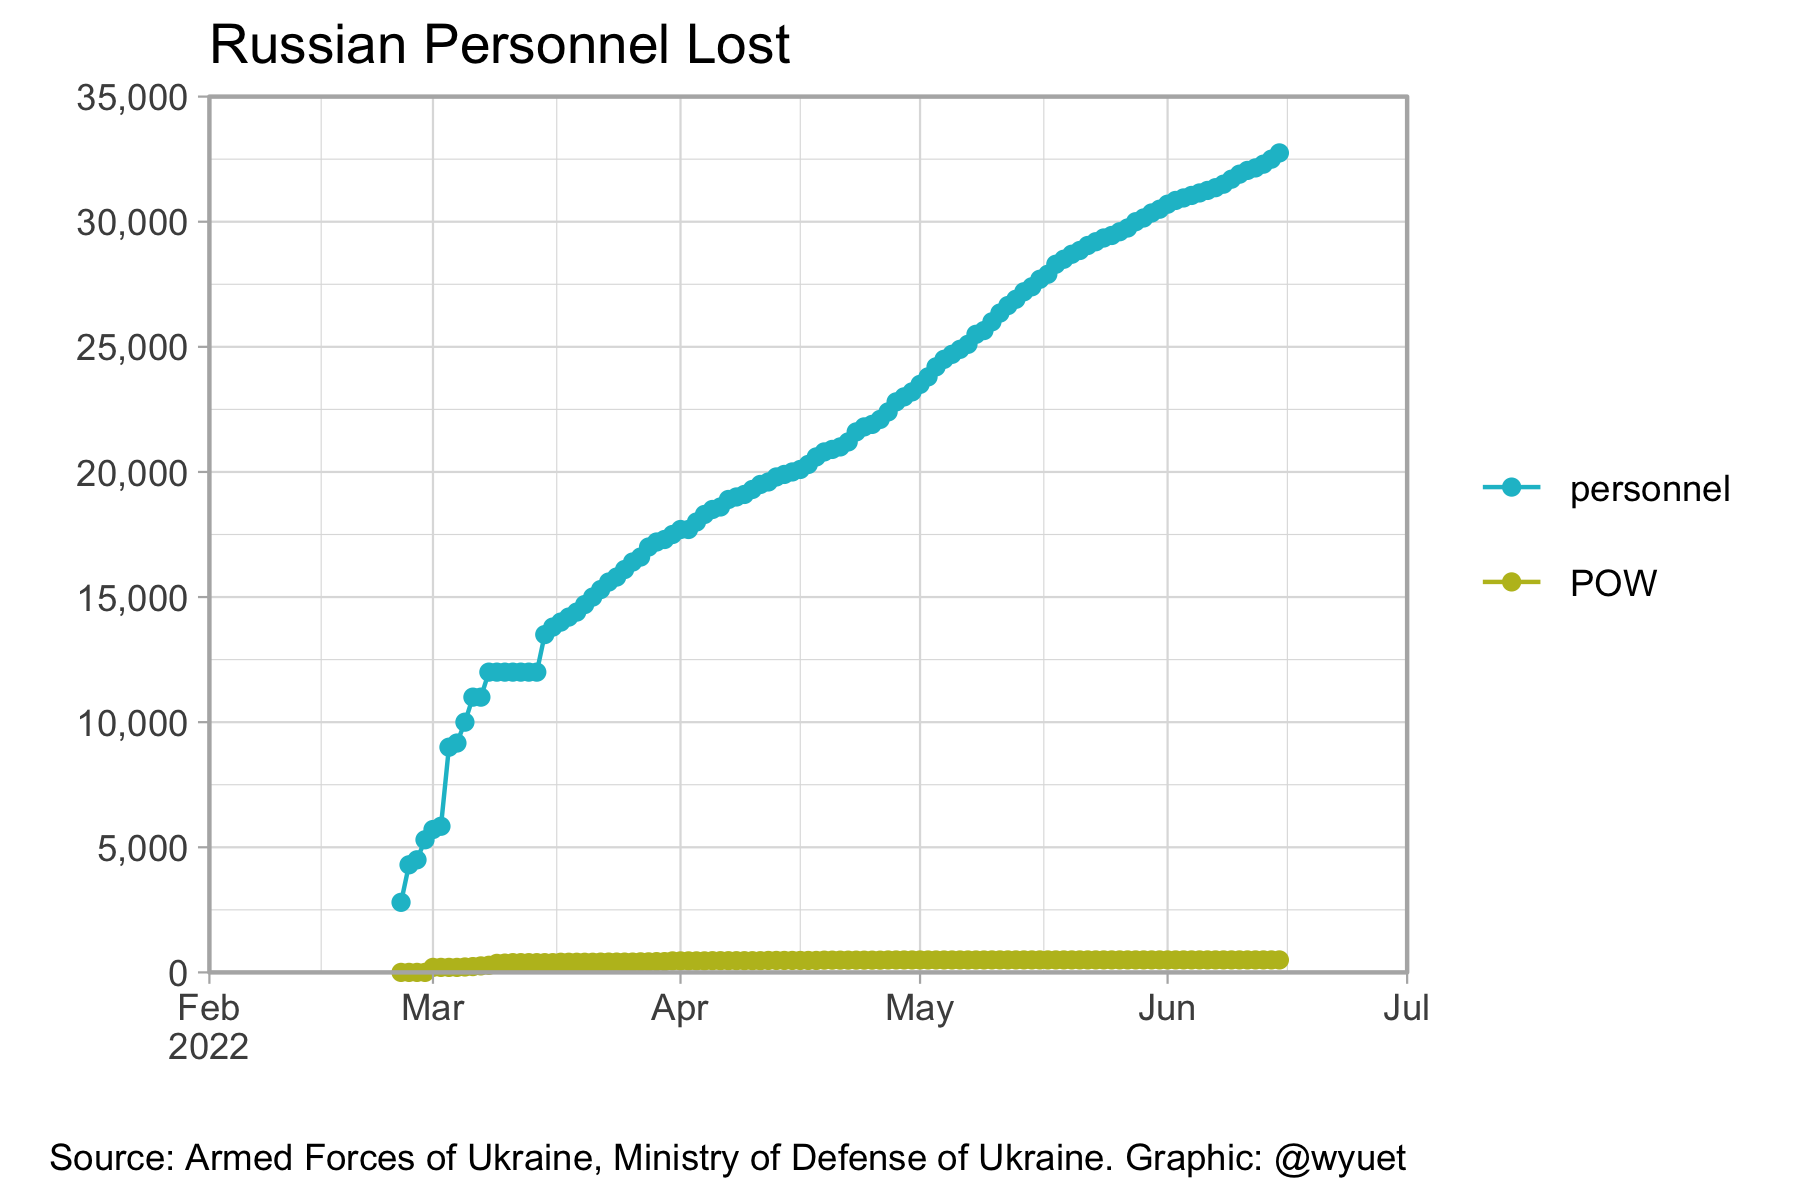 Russian Personnel Lost
35,000
30,000
25,000
20,000
15,000
10,000
5,000
0
Feb Mar Apr May Jun Jul
2022
personnel
POW
Source: Armed Forces of Ukraine, Ministry of Defense of Ukraine. Graphic: @wyuet